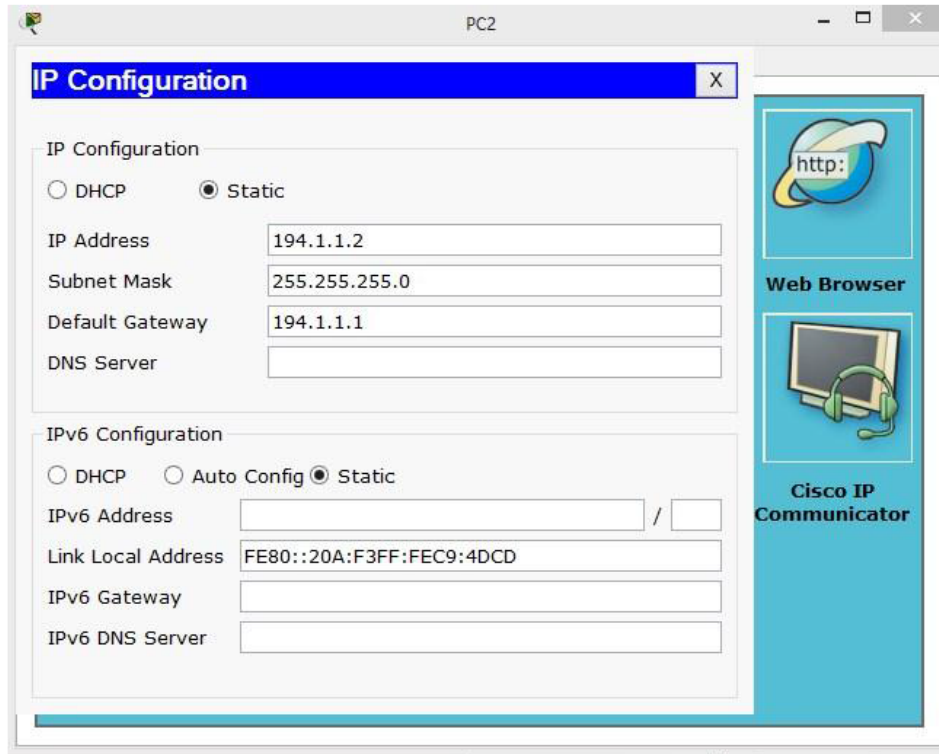 PC2
IP Configuration X
IP Configuration
DHCP Static
IP Address 194.1.1.2
Subnet Mask 255.255.255.0
Default Gateway 194.1.1.1
DNS Server
IPv6 Configuration
DHCP Auto Config Static
IPv6 Address /
Link Local Address FE80::20A:F3FF:FEC9:4DCD
IPv6 Gateway
IPv6 DNS Server
http:
Web Browser
Cisco IP
Communicator